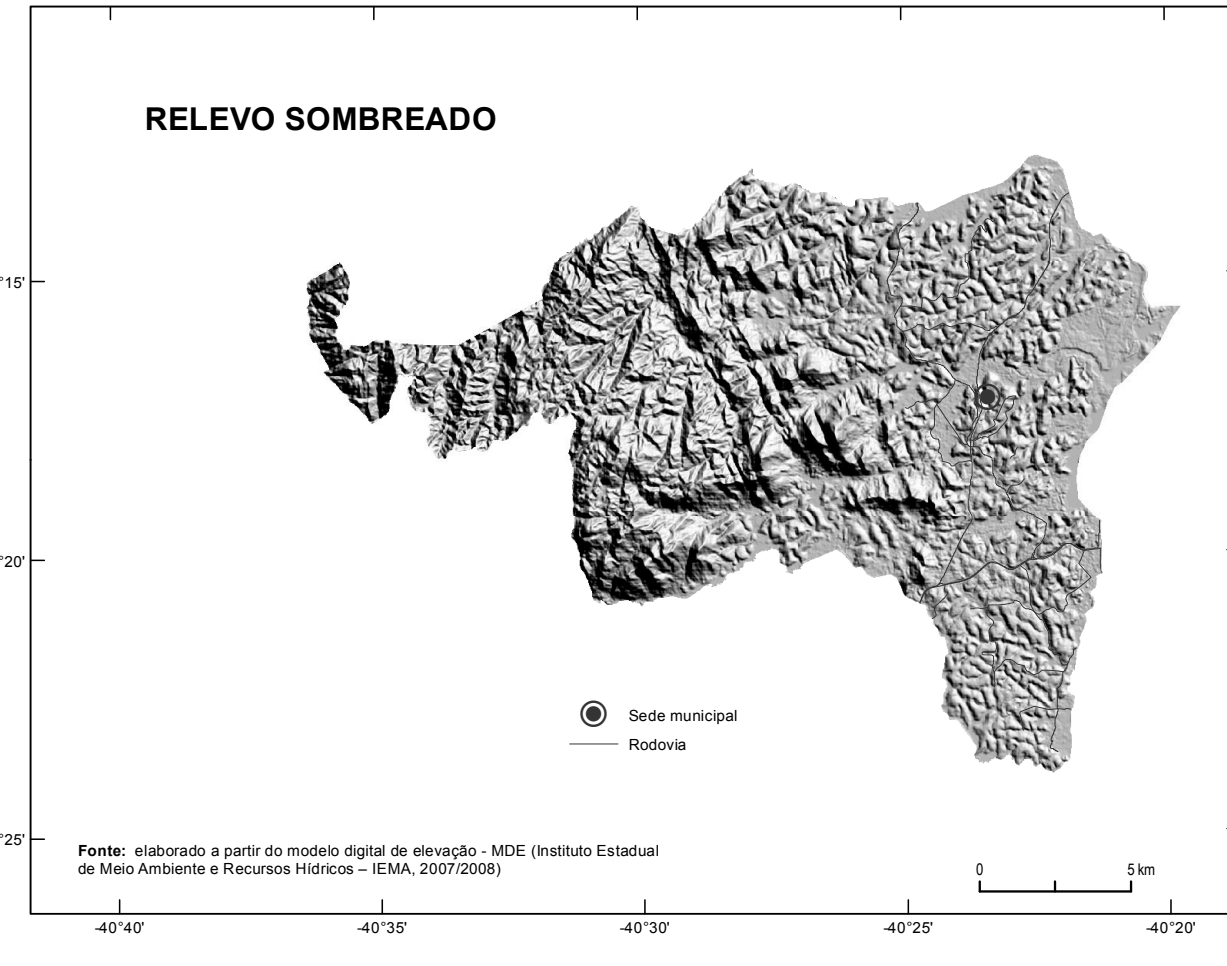 RELEVO SOMBREADO
°15'
°20'
Sede municipal
Rodovia
°25'
Fonte: elaborado a partir do modelo digital de elevação - MDE (Instituto Estadual
de Meio Ambiente e Recursos Hídricos – IEMA, 2007/2008)
0 5 km
-40°40' -40°35' -40°30' -40°25' -40°20'